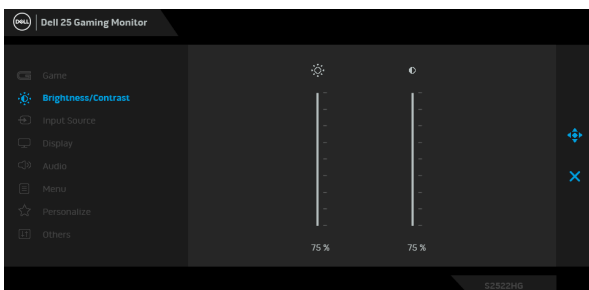 DELL
Dell 25 Gaming Monitor
Game
Brightness/Contrast
Input Source
Display
Audio
Menu
Personalize
Others
75 %
75 %
S2522HG